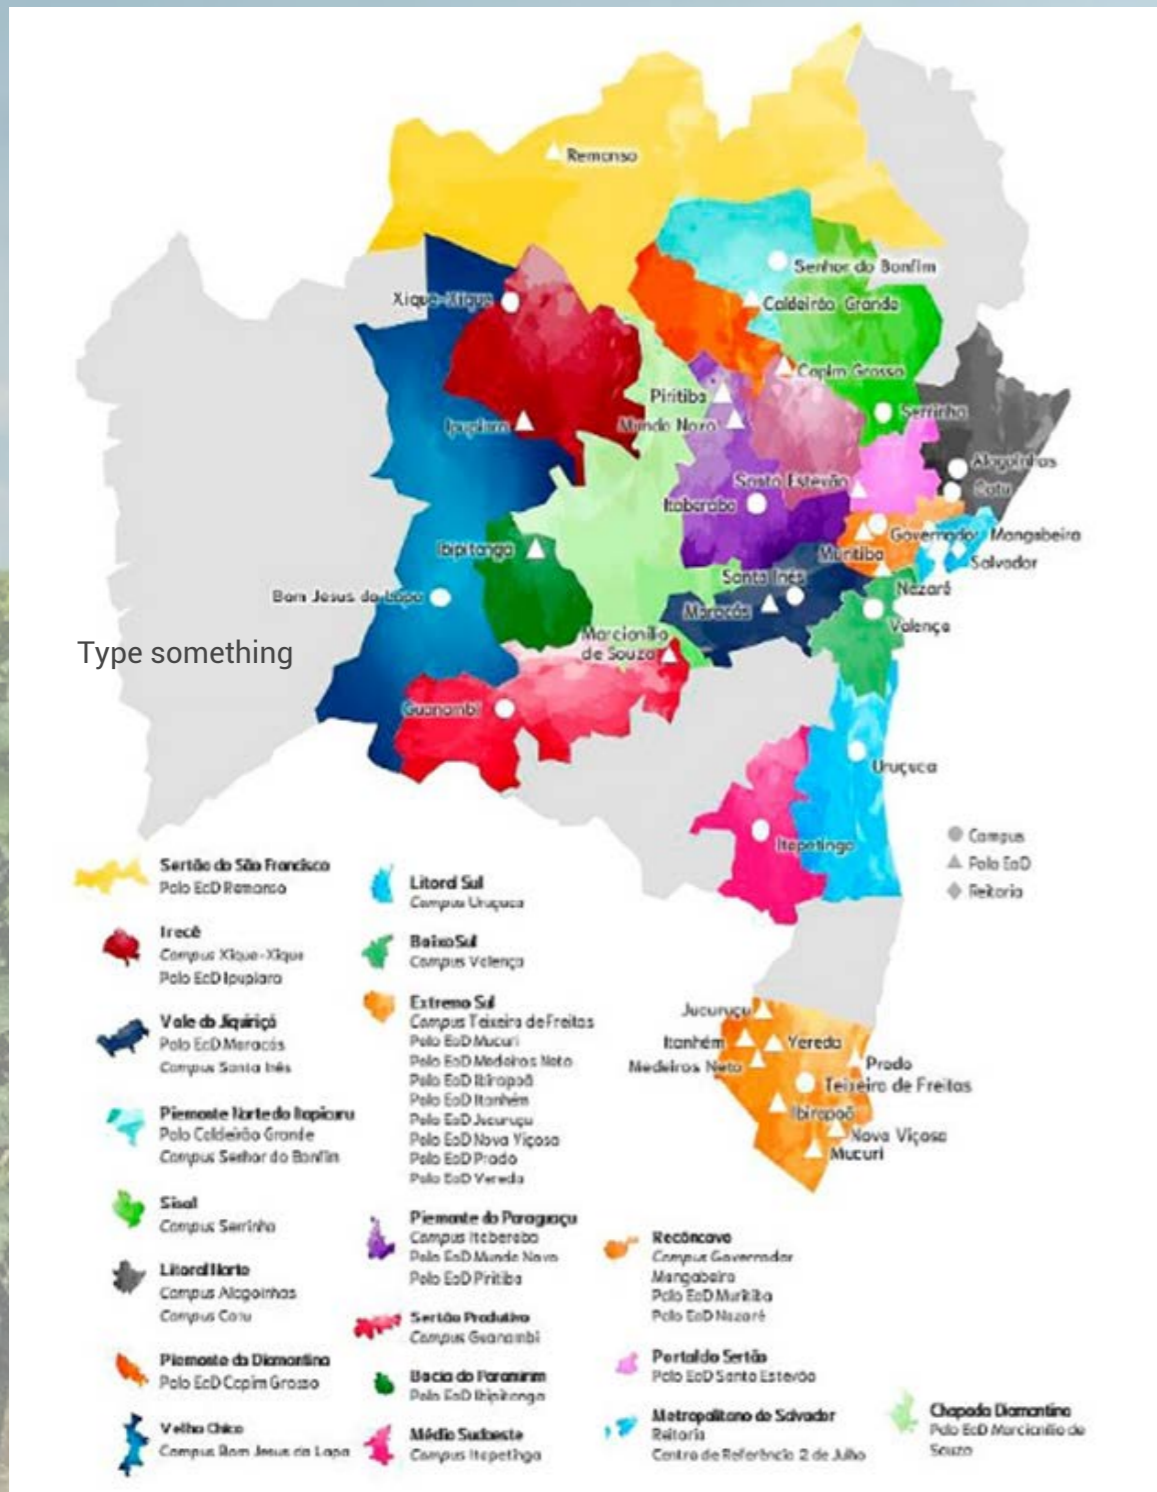 Remanso
Senhor do Bonfim
Xique-Xique
Caldeirão Grande
Capim Grosso
Piritiba
Mundo Novo
Serrinha
Ipupiara
Alagoinhas
Santo Estevão
Catu
Itaberaba
Governador Mangabeira
Ibipitanga
Muritiba
Salvador
Santa Inés
Nazaré
Bom Jesus da Lapa
Maracás
Valença
Marcionílio
de Souza
Type something
Guanambi
Uruçuca
Itapetinga
Campus
Polo EaD
Reitoria
Sertão do São Francisco
Polo EaD Remanso
Irecê
Campus Xique-Xique
Polo EaD Ipupiara
Vale do Jiquiriçá
Polo EaD Maracás
Campus Santa Inês
Piemonte Norte do Itapicuru
Polo Caldeirão Grande
Campus Senhor do Bonfim
Sisal
Campus Serrinha
Litoral Norte
Campus Alagoinhas
Campus Catu
Piemonte da Diamantina
Polo EaD Capim Grosso
Velho Chico
Campus Bom Jesus da Lapa
Litoral Sul
Campus Uruçuca
Baixo Sul
Campus Valença
Extremo Sul
Campus Teixeira de Freitas
Polo EaD Mucuri
Polo EaD Medeiros Neto
Polo EaD Ibirapoã
Polo EaD Itanhém
Polo EaD Jucuruçu
Polo EaD Nova Viçosa
Polo EaD Prado
Polo EaD Vereda
Piemonte do Paraguaçu
Campus Itaberaba
Polo EaD Mundo Novo
Polo EaD Piritiba
Sertão Produtivo
Campus Guanambi
Bacia do Paramirim
Polo EaD Ibipitanga
Médio Sudoeste
Campus Itapetinga
Jucuruçu
Itanhém
Vereda
Medeiros Neto
Prado
Teixeira de Freitas
Ibirapoã
Nova Viçosa
Mucuri
Recôncavo
Campus Governador
Mangabeira
Polo EaD Muritiba
Polo EaD Nazaré
Portal do Sertão
Polo EaD Santo Estevão
Metropolitano de Salvador
Reitoria
Centro de Referência 2 de Julho
Chapada Diamantina
Polo EaD Marcionílio de
Souza